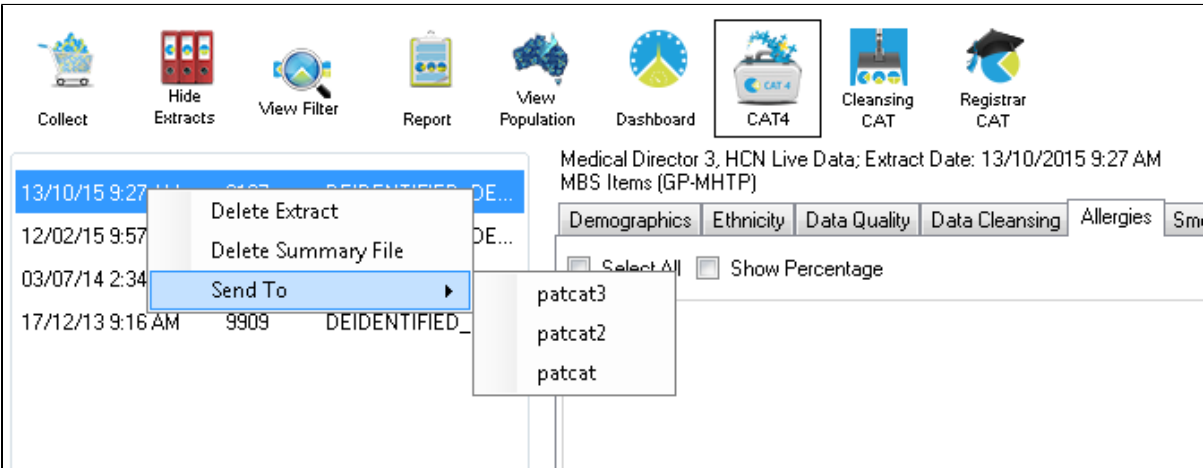 Collect
Hide
Extracts
View Filter
Report
View
Population
Dashboard
CAT 4
CAT4
Cleansing
CAT
Registrar
CAT
Medical Director 3, HCN Live Data; Extract Date: 13/10/2015 9:27 AM
MBS Items (GP-MHTP)
Demographics Ethnicity Data Quality Data Cleansing Allergies Smo
Select All Show Percentage
13/10/15 9:27 DE...
12/02/15 9:57 DE...
03/07/14 2:34
17/12/13 9:16 AM 9909 DEIDENTIFIED_
Delete Extract
Delete Summary File
Send To
patcat3
patcat2
patcat